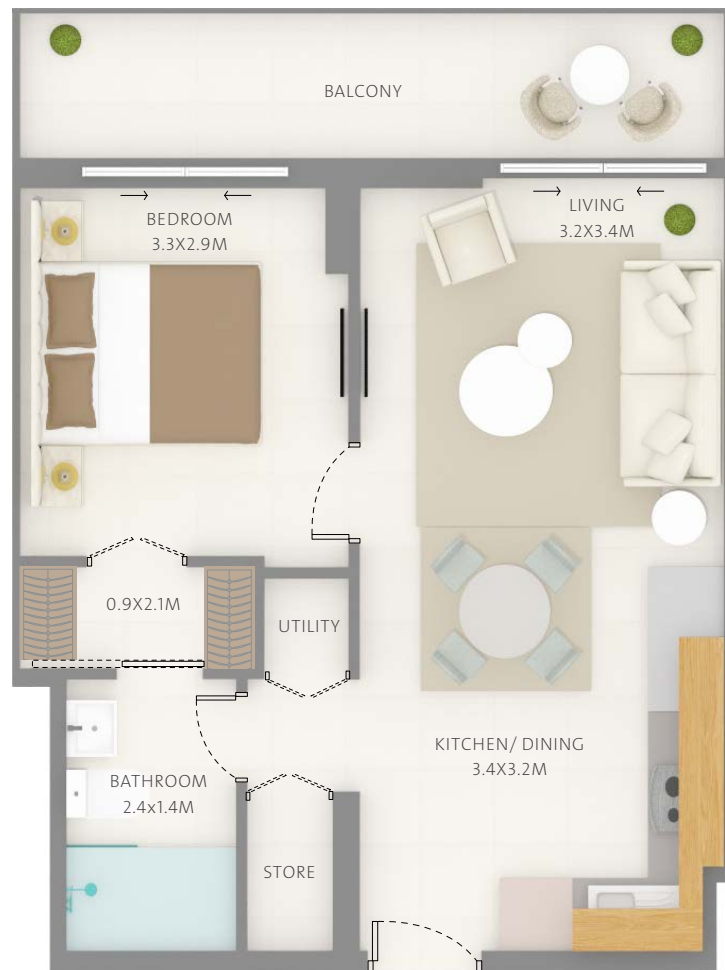 BALCONY
BEDROOM
3.3X2.9M
LIVING
3.2X3.4M
0.9X2.1M
UTILITY
KITCHEN/ DINING
3.4X3.2M
BATHROOM
2.4x1.4M
STORE